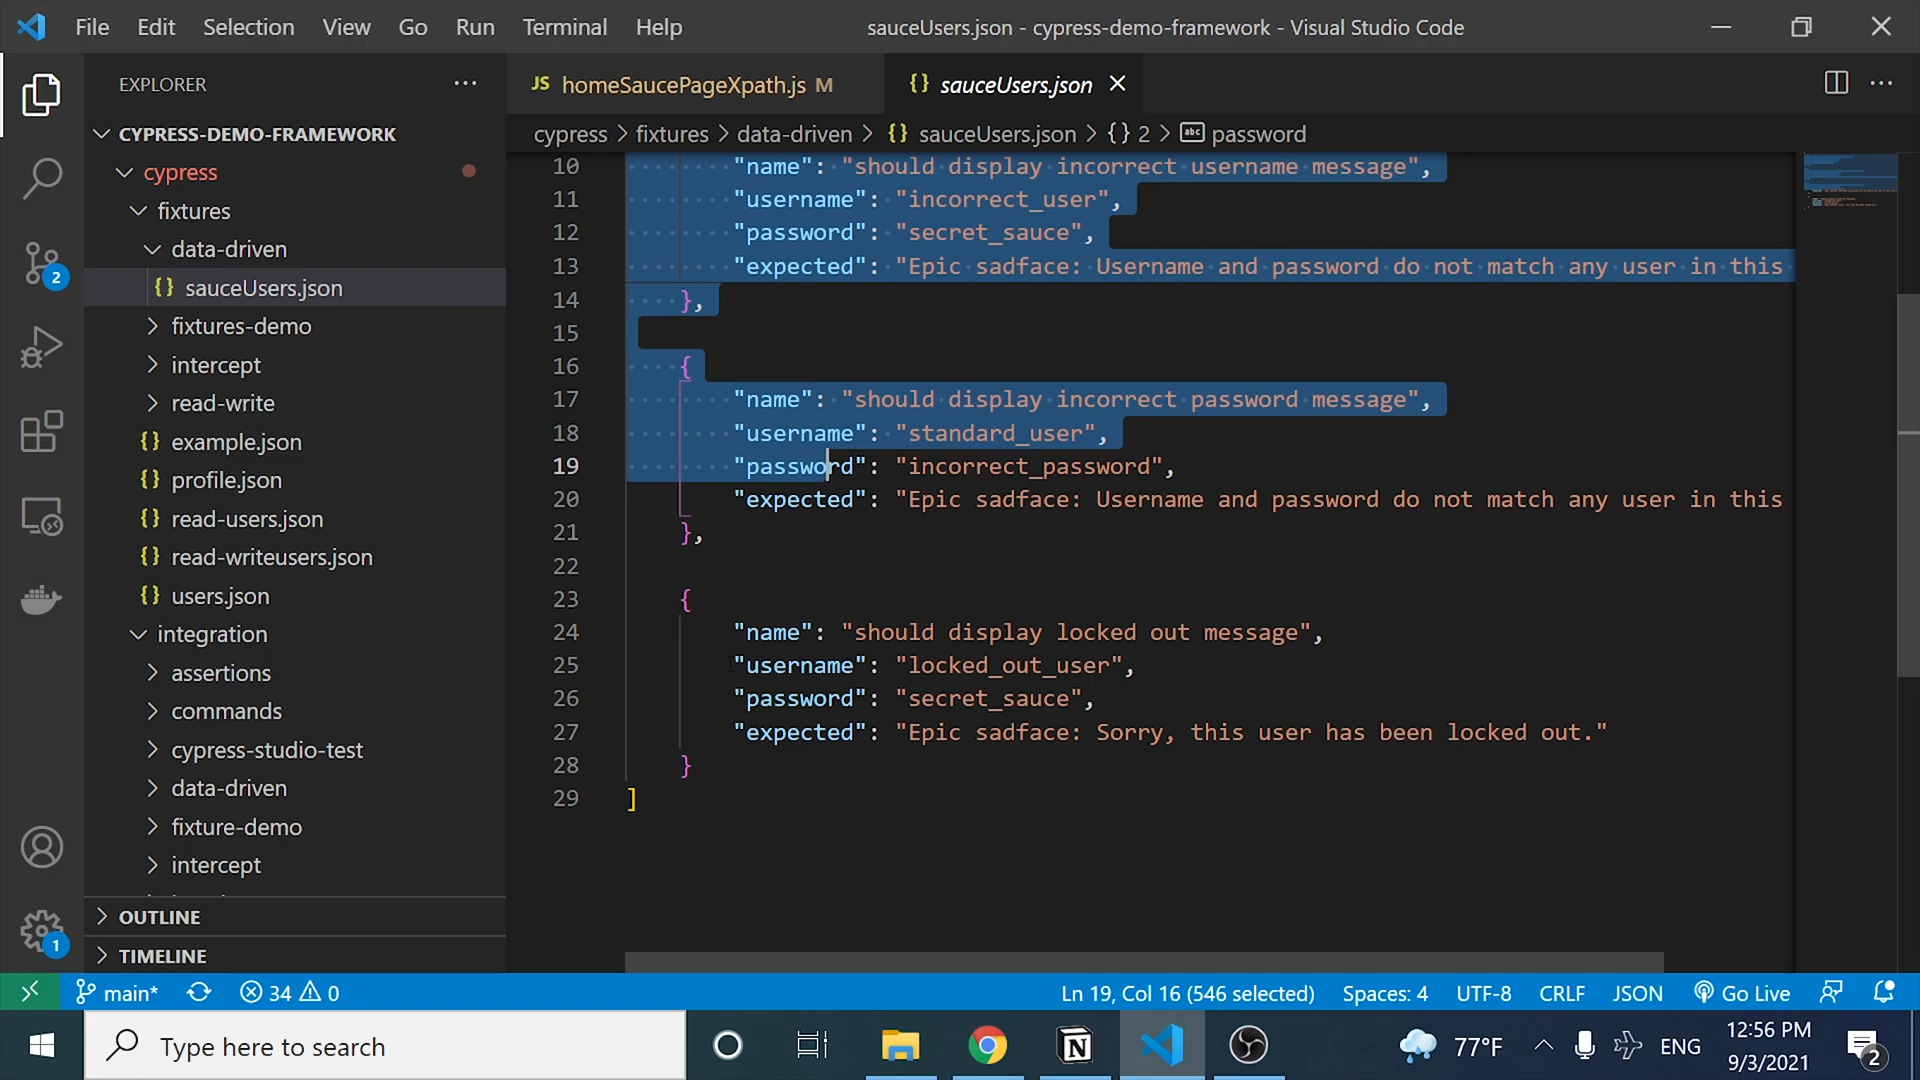 File Edit Selection View Go Run Terminal Help sauceUsers.json - cypress-demo-framework - Visual Studio Code
EXPLORER
JS homeSaucePageXpath.js M
{} sauceUsers.json
CYPRESS-DEMO-FRAMEWORK
cypress > fixtures > data-driven > {} sauceUsers.json > {} 2 > abc password
cypress
fixtures
data-driven
{} sauceUsers.json
fixtures-demo
intercept
read-write
{} example.json
{} profile.json
{} read-users.json
{} read-writeusers.json
{} users.json
integration
assertions
commands
cypress-studio-test
data-driven
fixture-demo
intercept
OUTLINE
TIMELINE
10 "name": "should display incorrect username message",
11 "username": "incorrect_user",
12 "password": "secret_sauce",
13 "expected": "Epic sadface: Username and password do not match any user in this
14 },
15
16 {
17 "name": "should display incorrect password message",
18 "username": "standard_user",
19 "password": "incorrect_password",
20 "expected": "Epic sadface: Username and password do not match any user in this
21 },
22
23 {
24 "name": "should display locked out message",
25 "username": "locked_out_user",
26 "password": "secret_sauce",
27 "expected": "Epic sadface: Sorry, this user has been locked out."
28 }
29 ]
2
1
main* 34 0 Ln 19, Col 16 (546 selected) Spaces: 4 UTF-8 CRLF JSON Go Live
Type here to search
N
77°F ENG 12:56 PM
9/3/2021
2